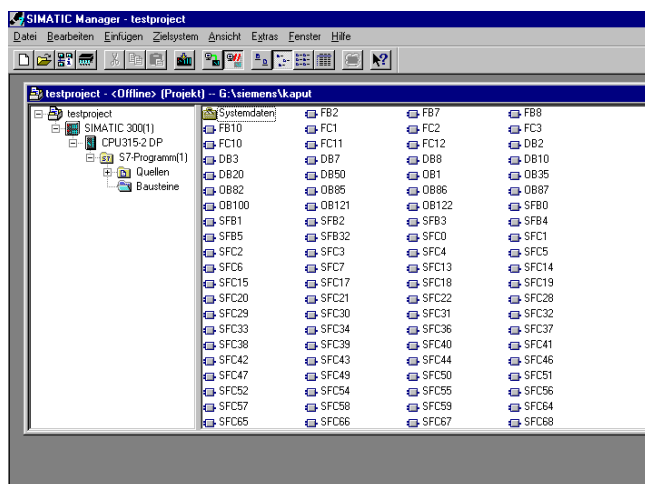 SIMATIC Manager - testproject
Datei Bearbeiten Einfügen Zielsystem Ansicht Extras Fenster Hilfe
testproject - <Offline> (Projekt) -- G:\siemens\kaput
testproject
SIMATIC 300(1)
CPU315-2 DP
S7-Programm(1)
Quellen
Bausteine
Systemdaten FB2 FB7 FB8
FB10 FC1 FC2 FC3
FC10 FC11 FC12 DB2
DB3 DB7 DB8 DB10
DB20 DB50 OB1 OB35
OB82 OB85 OB86 OB87
OB100 OB121 OB122 SFB0
SFB1 SFB2 SFB3 SFB4
SFB5 SFB32 SFC0 SFC1
SFC2 SFC3 SFC4 SFC5
SFC6 SFC7 SFC13 SFC14
SFC15 SFC17 SFC18 SFC19
SFC20 SFC21 SFC22 SFC28
SFC29 SFC30 SFC31 SFC32
SFC33 SFC34 SFC36 SFC37
SFC38 SFC39 SFC40 SFC41
SFC42 SFC43 SFC44 SFC46
SFC47 SFC49 SFC50 SFC51
SFC52 SFC54 SFC55 SFC56
SFC57 SFC58 SFC59 SFC64
SFC65 SFC66 SFC67 SFC68